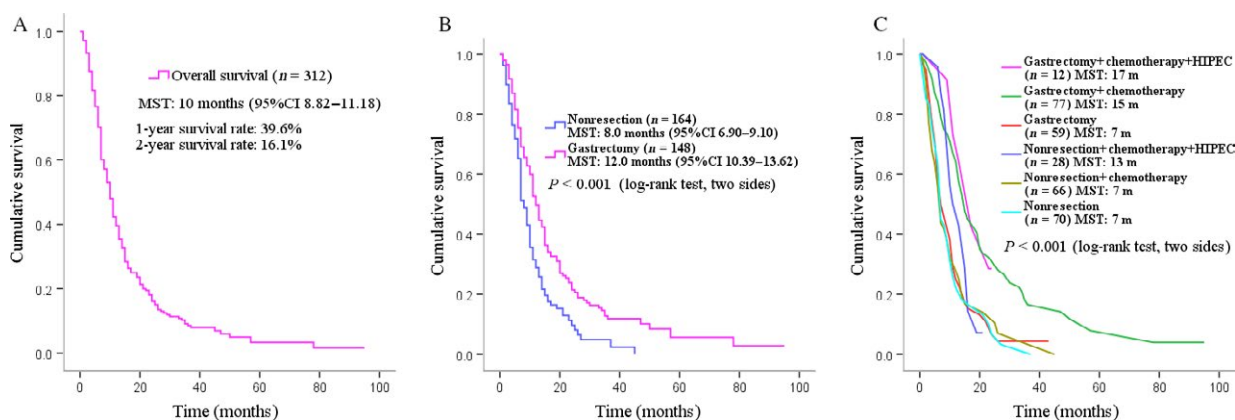 A
Cumulative survival
1.0
0.8
0.6
0.4
0.2
0.0
Overall survival (n = 312)
MST: 10 months (95%CI 8.82–11.18)
1-year survival rate: 39.6%
2-year survival rate: 16.1%
0 20 40 60 80 100
Time (months)
B
Cumulative survival
1.0
0.8
0.6
0.4
0.2
0.0
Nonresection (n = 164)
MST: 8.0 months (95%CI 6.90–9.10)
Gastrectomy (n = 148)
MST: 12.0 months (95%CI 10.39–13.62)
P < 0.001 (log-rank test, two sides)
0 20 40 60 80 100
Time (months)
C
Cumulative survival
1.0
0.8
0.6
0.4
0.2
0.0
Gastrectomy+chemotherapy+HIPEC
(n = 12) MST: 17 m
Gastrectomy+chemotherapy
(n = 77) MST: 15 m
Gastrectomy
(n = 59) MST: 7 m
Nonresection+chemotherapy+HIPEC
(n = 28) MST: 13 m
Nonresection+chemotherapy
(n = 66) MST: 7 m
Nonresection
(n = 70) MST: 7 m
P < 0.001 (log-rank test, two sides)
0 20 40 60 80 100
Time (months)